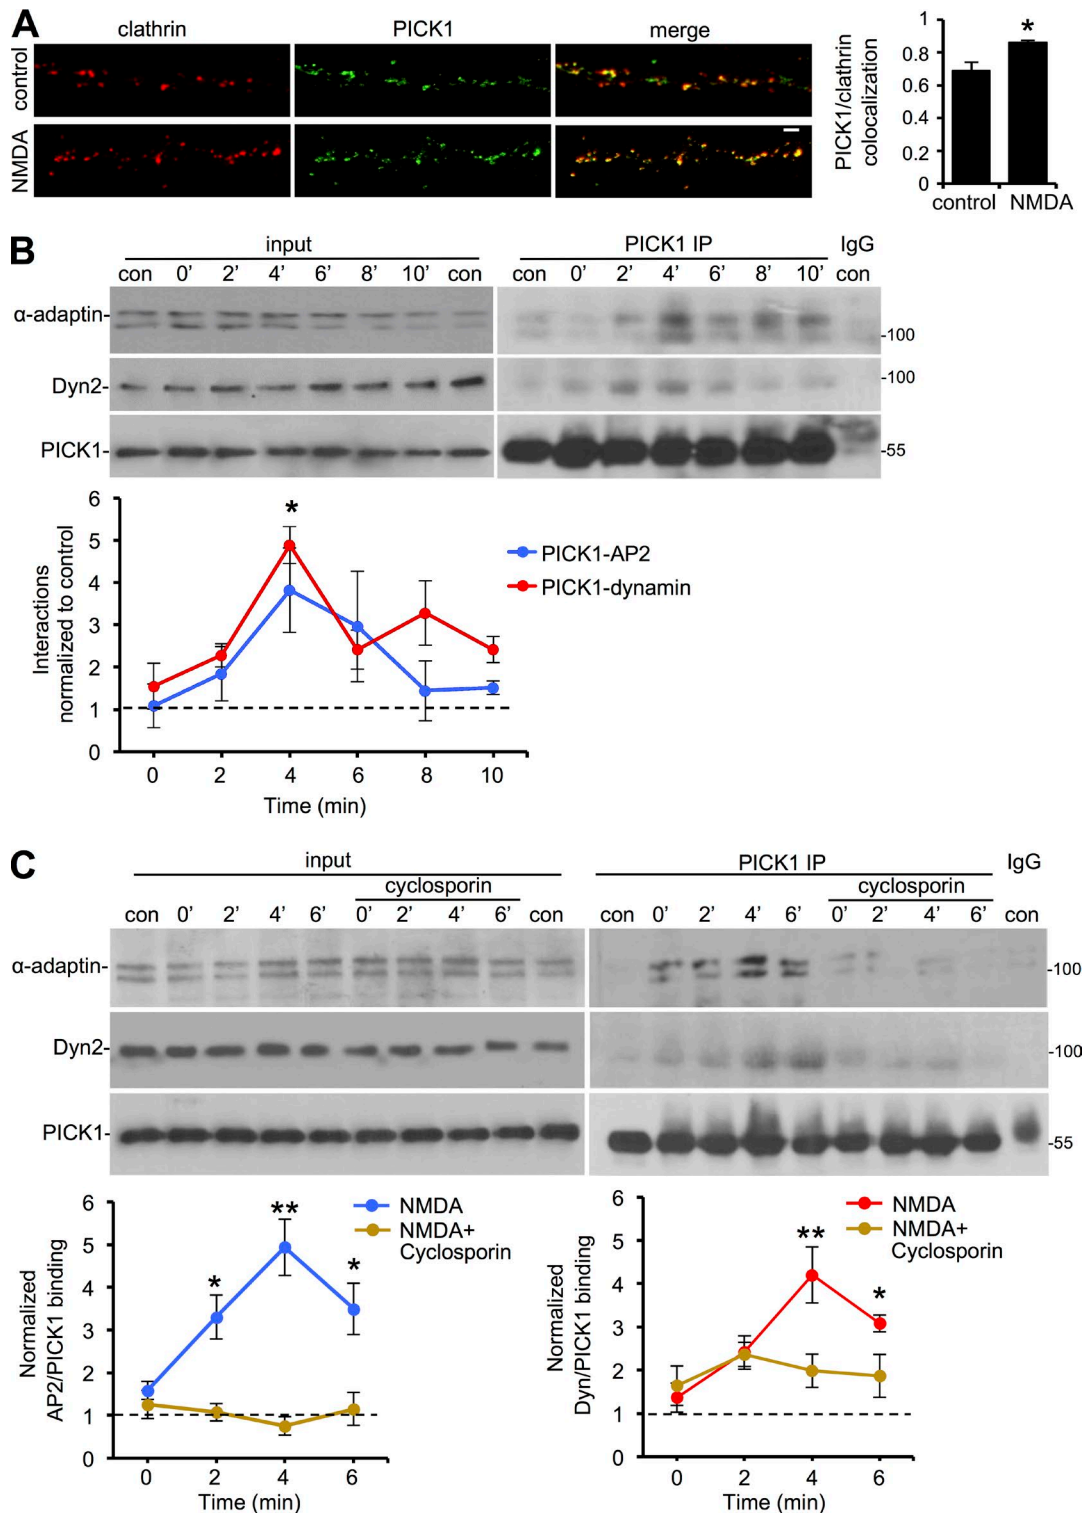 A
clathrin PICK1 merge
control
NMDA
PICK1/clathrin
colocalization
1
0.8
0.6
0.4
0.2
0
*
control NMDA
B
input PICK1 IP IgG
con 0’ 2’ 4’ 6’ 8’ 10’ con con 0’ 2’ 4’ 6’ 8’ 10’ con
α-adaptin-
-100
Dyn2-
-100
PICK1-
-55
Interactions
normalized to control
6
5
4
3
2
1
0
*
PICK1-AP2
PICK1-dynamin
0 2 4 6 8 10
Time (min)
C
input PICK1 IP IgG
cyclosporin cyclosporin
con 0’ 2’ 4’ 6’ 0’ 2’ 4’ 6’ con con 0’ 2’ 4’ 6’ 0’ 2’ 4’ 6’ con
α-adaptin-
-100
Dyn2-
-100
PICK1-
-55
Normalized
AP2/PICK1 binding
6
5
4
3
2
1
0
*
**
*
NMDA
NMDA+
Cyclosporin
0 2 4 6
Time (min)
Normalized
Dyn/PICK1 binding
6
5
4
3
2
1
0
**
*
NMDA
NMDA+
Cyclosporin
0 2 4 6
Time (min)